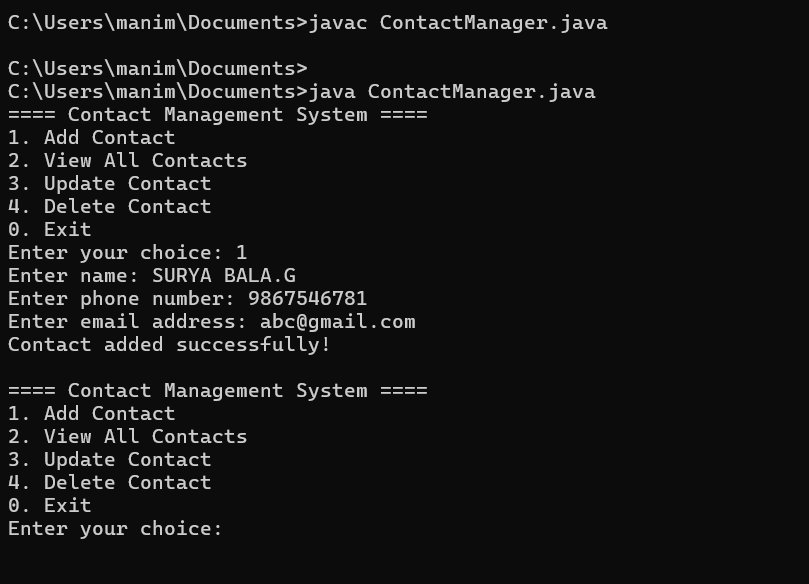 C:\Users\manim\Documents>javac ContactManager.java
C:\Users\manim\Documents>
C:\Users\manim\Documents>java ContactManager.java
==== Contact Management System ====
1. Add Contact
2. View All Contacts
3. Update Contact
4. Delete Contact
0. Exit
Enter your choice: 1
Enter name: SURYA BALA.G
Enter phone number: 9867546781
Enter email address: abc@gmail.com
Contact added successfully!
==== Contact Management System ====
1. Add Contact
2. View All Contacts
3. Update Contact
4. Delete Contact
0. Exit
Enter your choice: